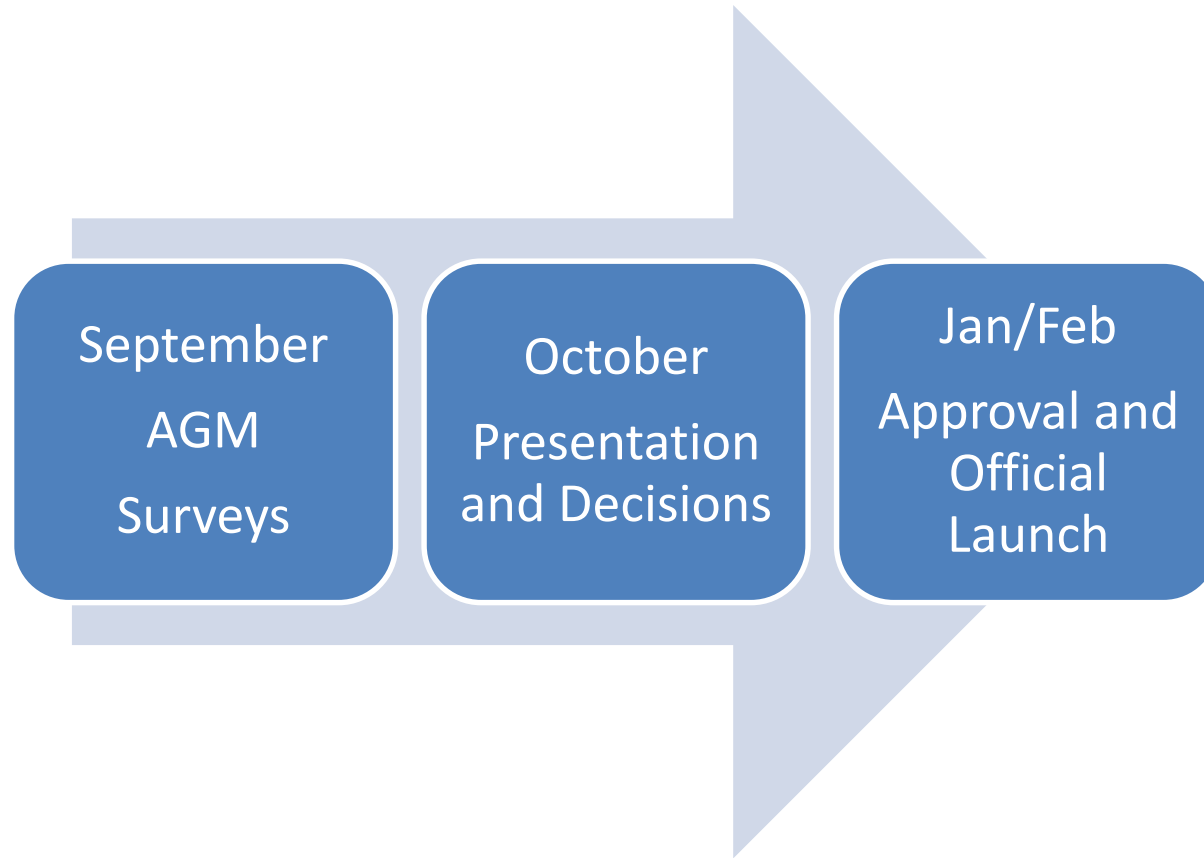 September
AGM
Surveys
October
Presentation
and Decisions
Jan/Feb
Approval and
Official
Launch